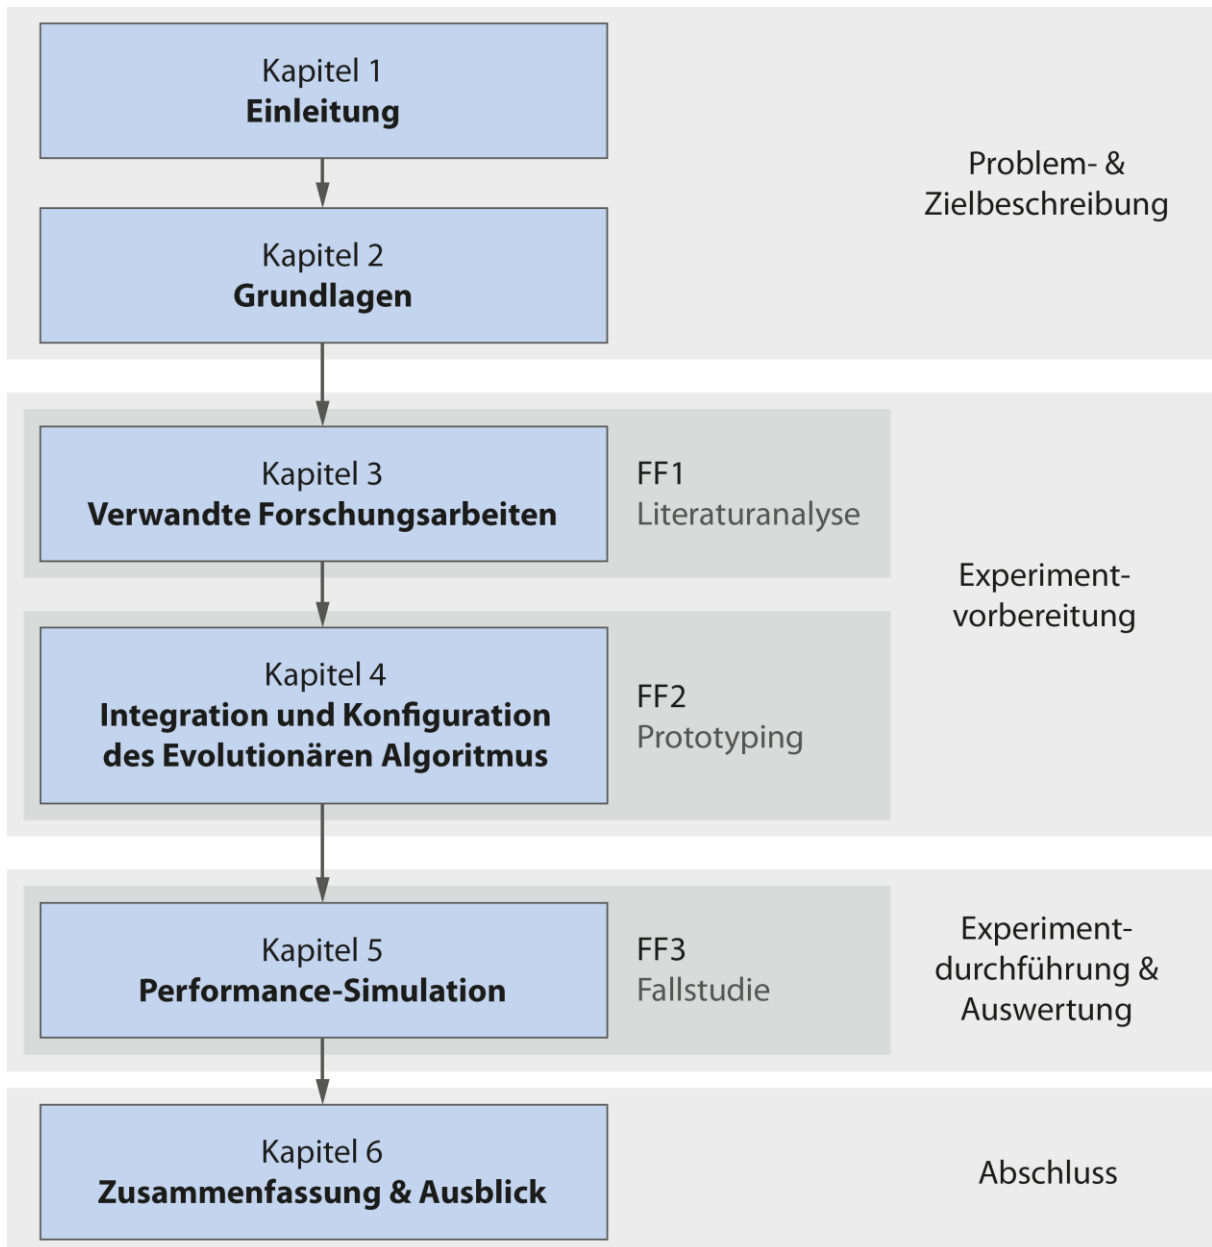 Kapitel 1
Einleitung
Problem- &
Zielbeschreibung
Kapitel 2
Grundlagen
Kapitel 3
Verwandte Forschungsarbeiten
FF1
Literaturanalyse
Experiment-
vorbereitung
Kapitel 4
Integration und Konfiguration
des Evolutionären Algoritmus
FF2
Prototyping
Kapitel 5
Performance-Simulation
FF3
Fallstudie
Experiment-
durchführung &
Auswertung
Kapitel 6
Zusammenfassung & Ausblick
Abschluss